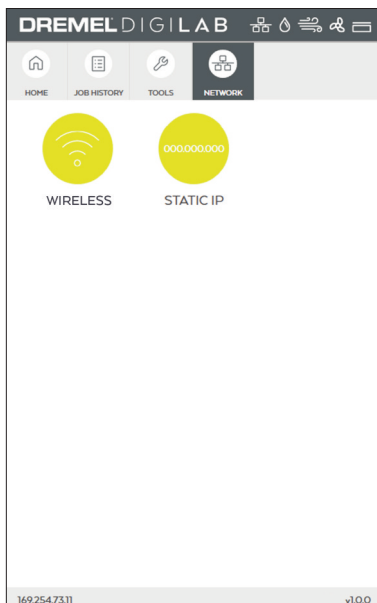 DREMEL DIGILAB
HOME JOB HISTORY TOOLS NETWORK
000.000.000
WIRELESS STATIC IP
169.254.73.11 v1.0.0